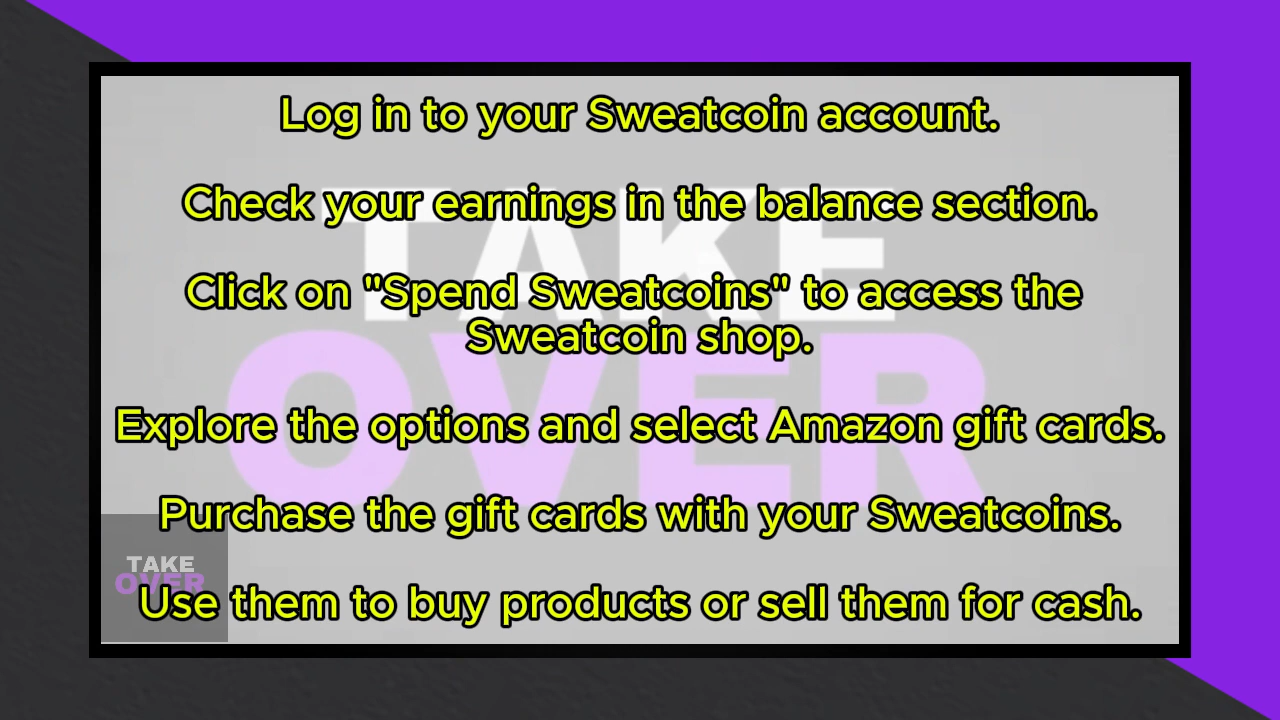 Log in to your Sweatcoin account.
Check your earnings in the balance section.
Click on "Spend Sweatcoins" to access the
Sweatcoin shop.
Explore the options and select Amazon gift cards.
Purchase the gift cards with your Sweatcoins.
Use them to buy products or sell them for cash.
TAKE
OVER
TAKE
OVER